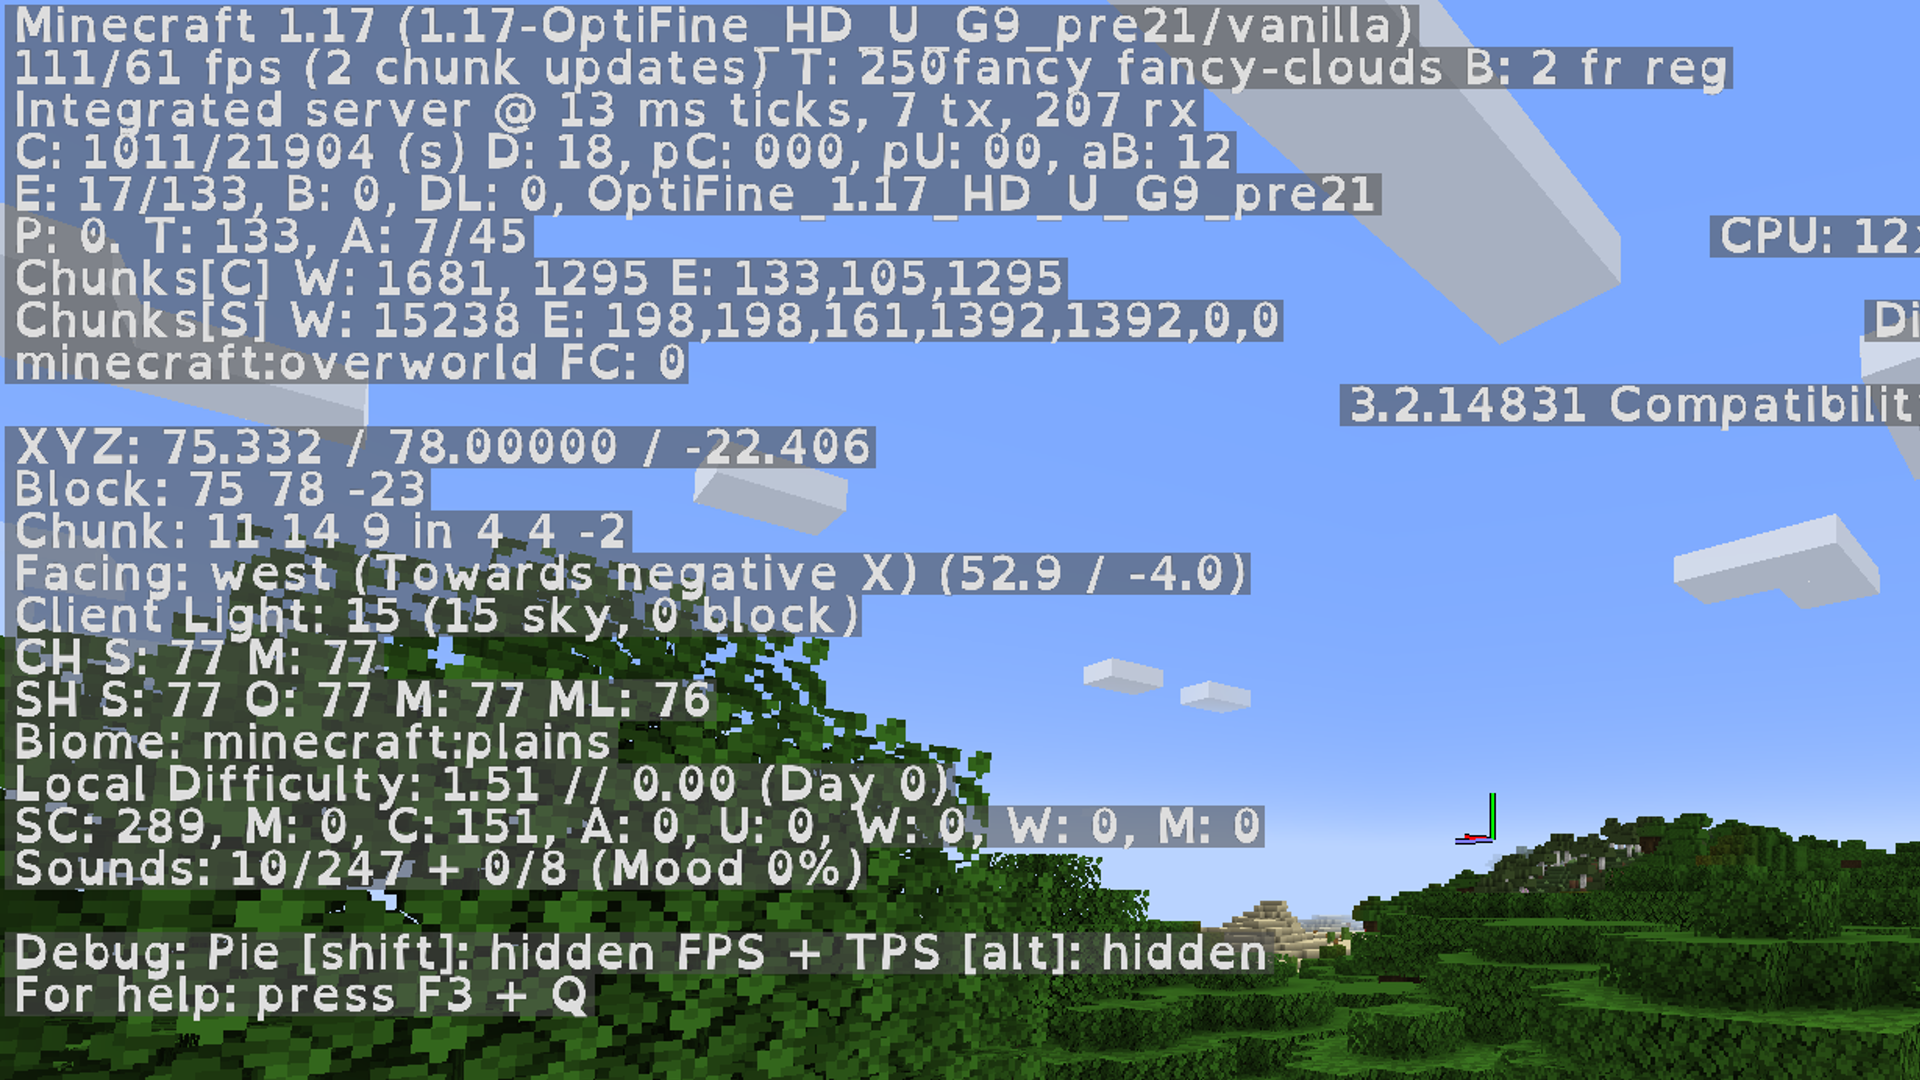 Minecraft 1.17 (1.17-OptiFine_HD_U_G9_pre21/vanilla)
111/61 fps (2 chunk updates) T: 250fancy fancy-clouds B: 2 fr reg
Integrated server @ 13 ms ticks, 7 tx, 207 rx
C: 1011/21904 (s) D: 18, pC: 000, pU: 00, aB: 12
E: 17/133, B: 0, DL: 0, OptiFine_1.17_HD_U_G9_pre21
P: 0. T: 133, A: 7/45
CPU: 12x
Chunks[C] W: 1681, 1295 E: 133,105,1295
Chunks[S] W: 15238 E: 198,198,161,1392,1392,0,0
Di
minecraft:overworld FC: 0
3.2.14831 Compatibilit
XYZ: 75.332 / 78.00000 / -22.406
Block: 75 78 -23
Chunk: 11 14 9 in 4 4 -2
Facing: west (Towards negative X) (52.9 / -4.0)
Client Light: 15 (15 sky, 0 block)
CH S: 77 M: 77
SH S: 77 O: 77 M: 77 ML: 76
Biome: minecraft:plains
Local Difficulty: 1.51 // 0.00 (Day 0)
SC: 289, M: 0, C: 151, A: 0, U: 0, W: 0, W: 0, M: 0
Sounds: 10/247 + 0/8 (Mood 0%)
Debug: Pie [shift]: hidden FPS + TPS [alt]: hidden
For help: press F3 + Q